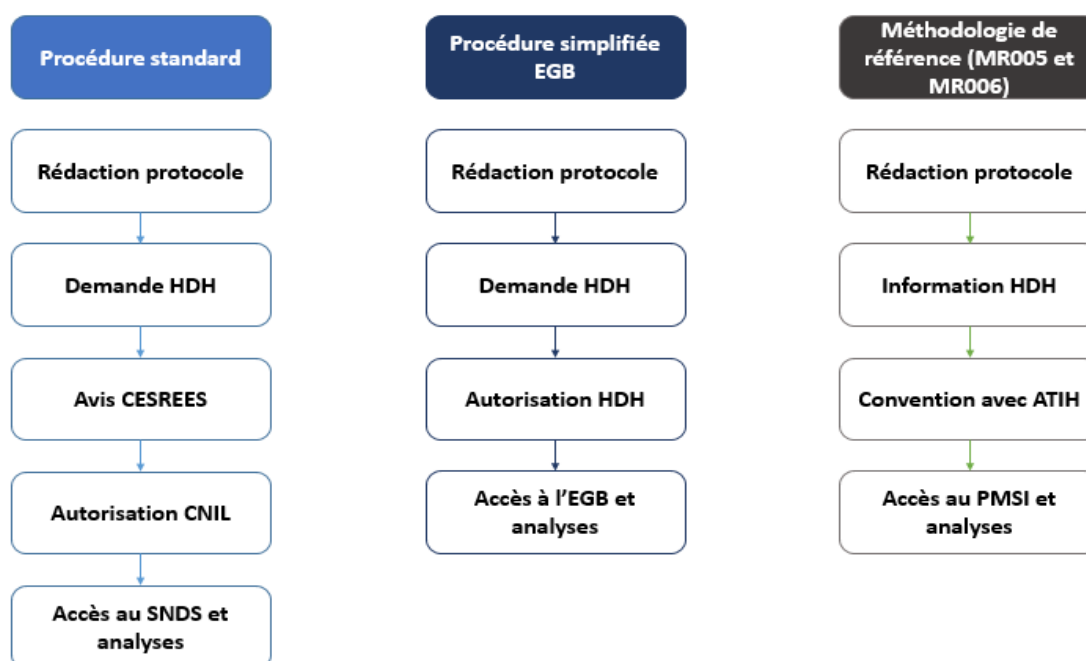 Procédure standard
Rédaction protocole
Demande HDH
Avis CESREES
Autorisation CNIL
Accès au SNDS et
analyses
Procédure simplifiée
EGB
Rédaction protocole
Demande HDH
Autorisation HDH
Accès à l’EGB et
analyses
Méthodologie de
référence (MR005 et
MR006)
Rédaction protocole
Information HDH
Convention avec ATIH
Accès au PMSI et
analyses